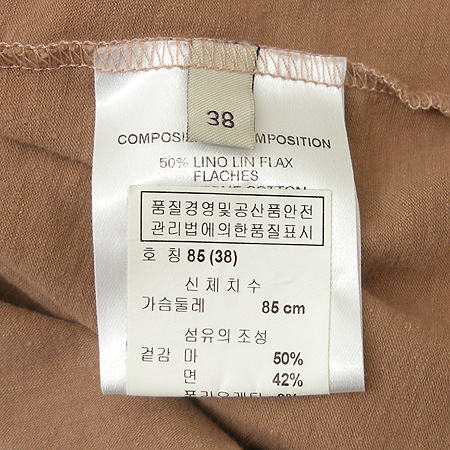 38
50% LINO LIN FLAX
FLACHES
COTTON
품질경영및공산품안전
관리법에의한품질표시
호 칭 85 (38)
신체치수
가슴둘레 85 cm
섬유의 조성
겉감 마 50%
면 42%